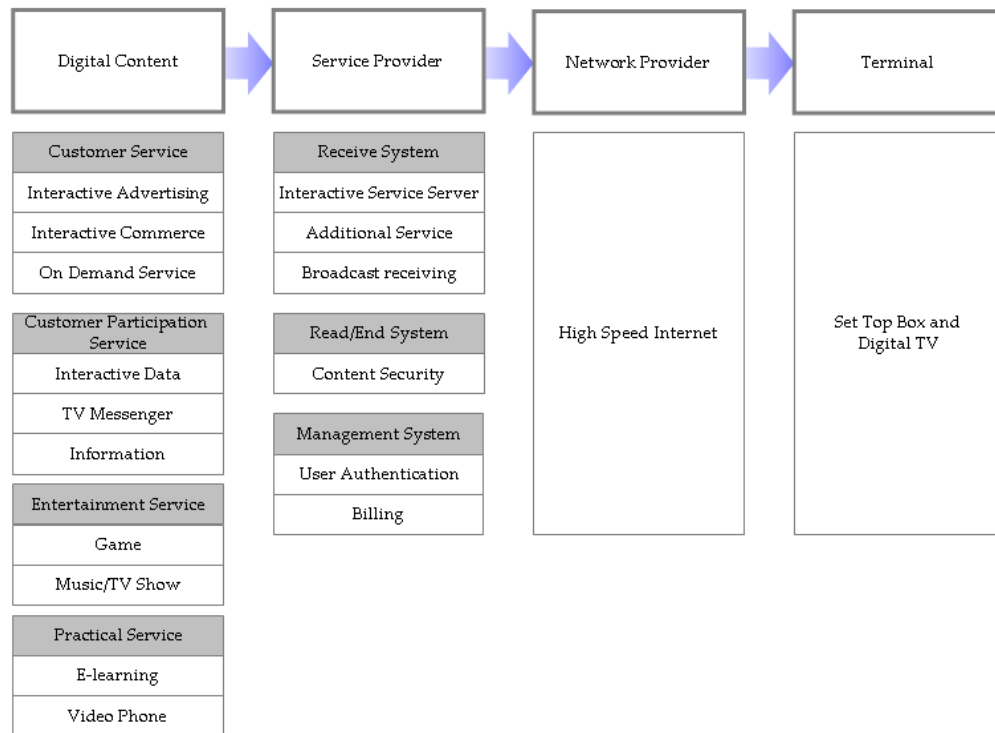 Digital Content
Service Provider
Network Provider
Terminal
Customer Service
Interactive Advertising
Interactive Commerce
On Demand Service
Customer Participation
Service
Interactive Data
TV Messenger
Information
Entertainment Service
Game
Music/TV Show
Practical Service
E-learning
Video Phone
Receive System
Interactive Service Server
Additional Service
Broadcast receiving
Read/End System
Content Security
Management System
User Authentication
Billing
High Speed Internet
Set Top Box and
Digital TV